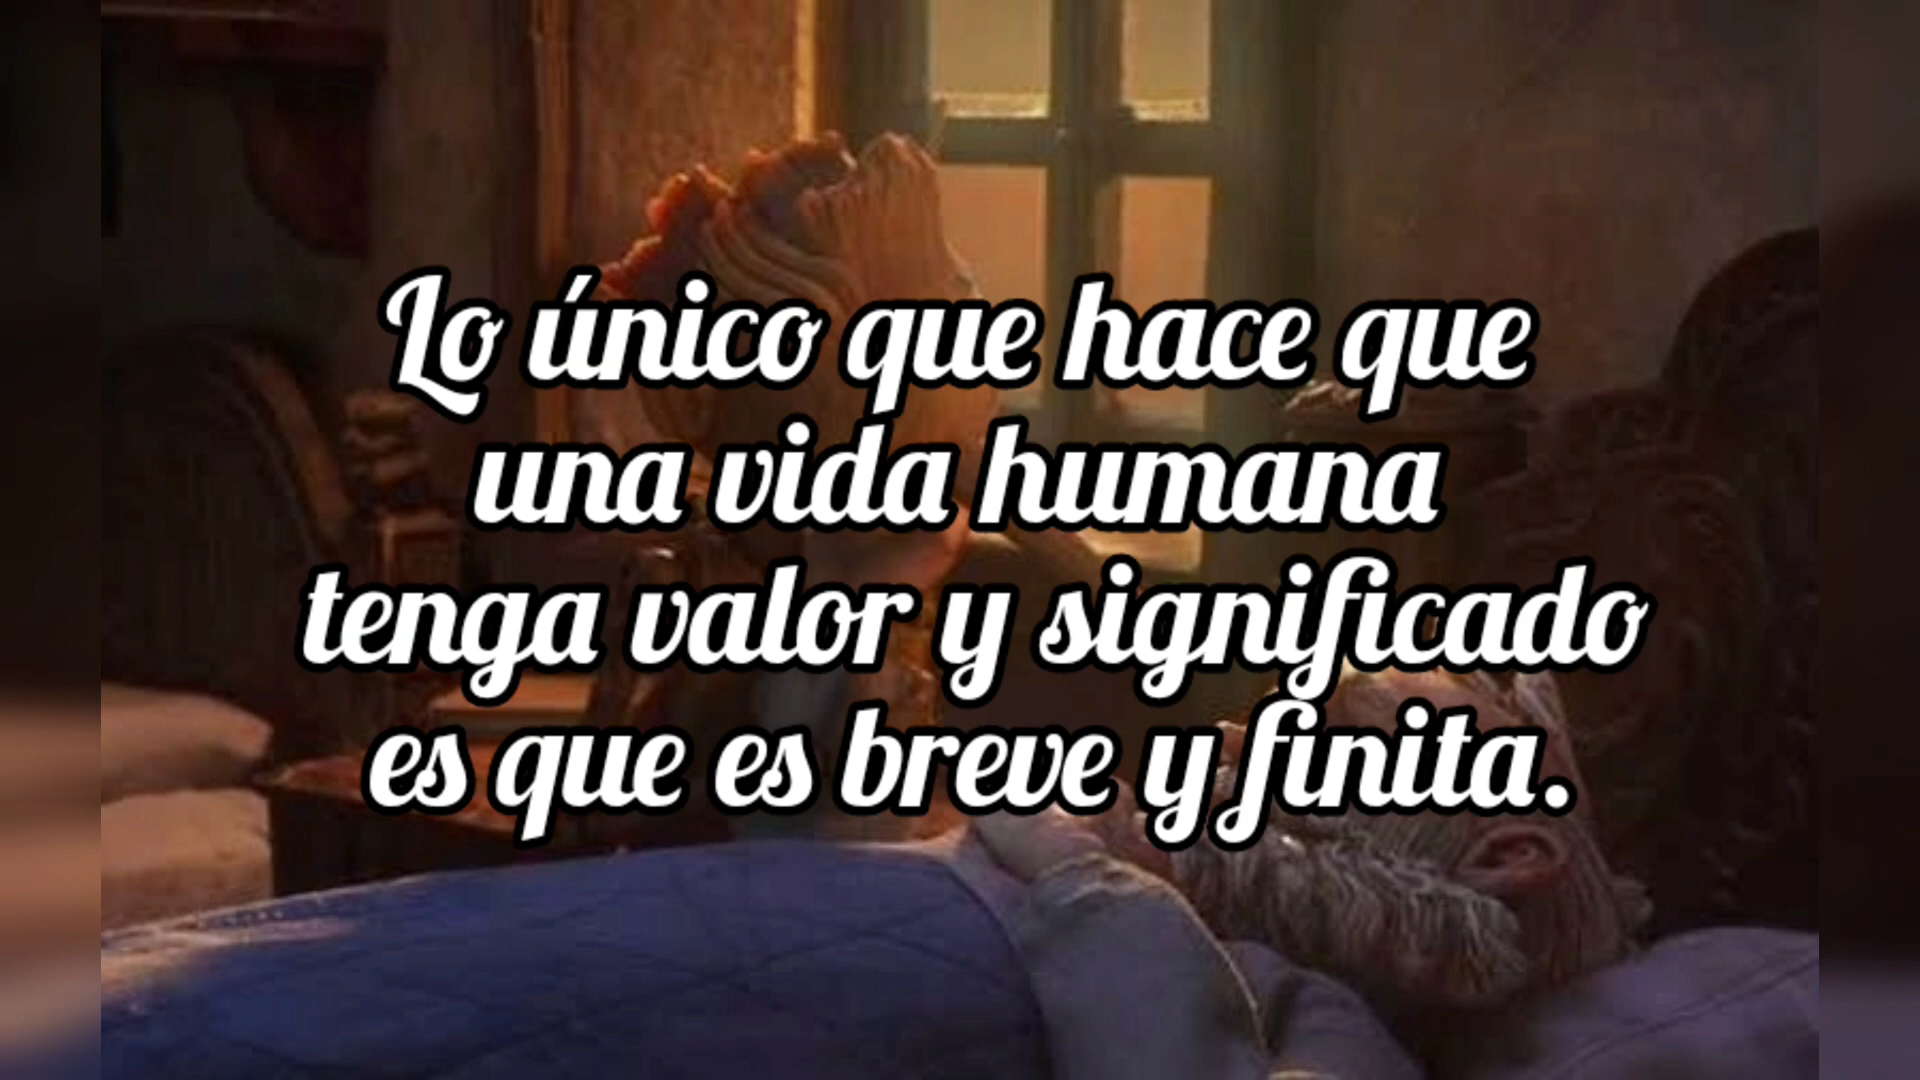 Lo único que hace que
una vida humana
tenga valor y significado
es que es breve y finita.